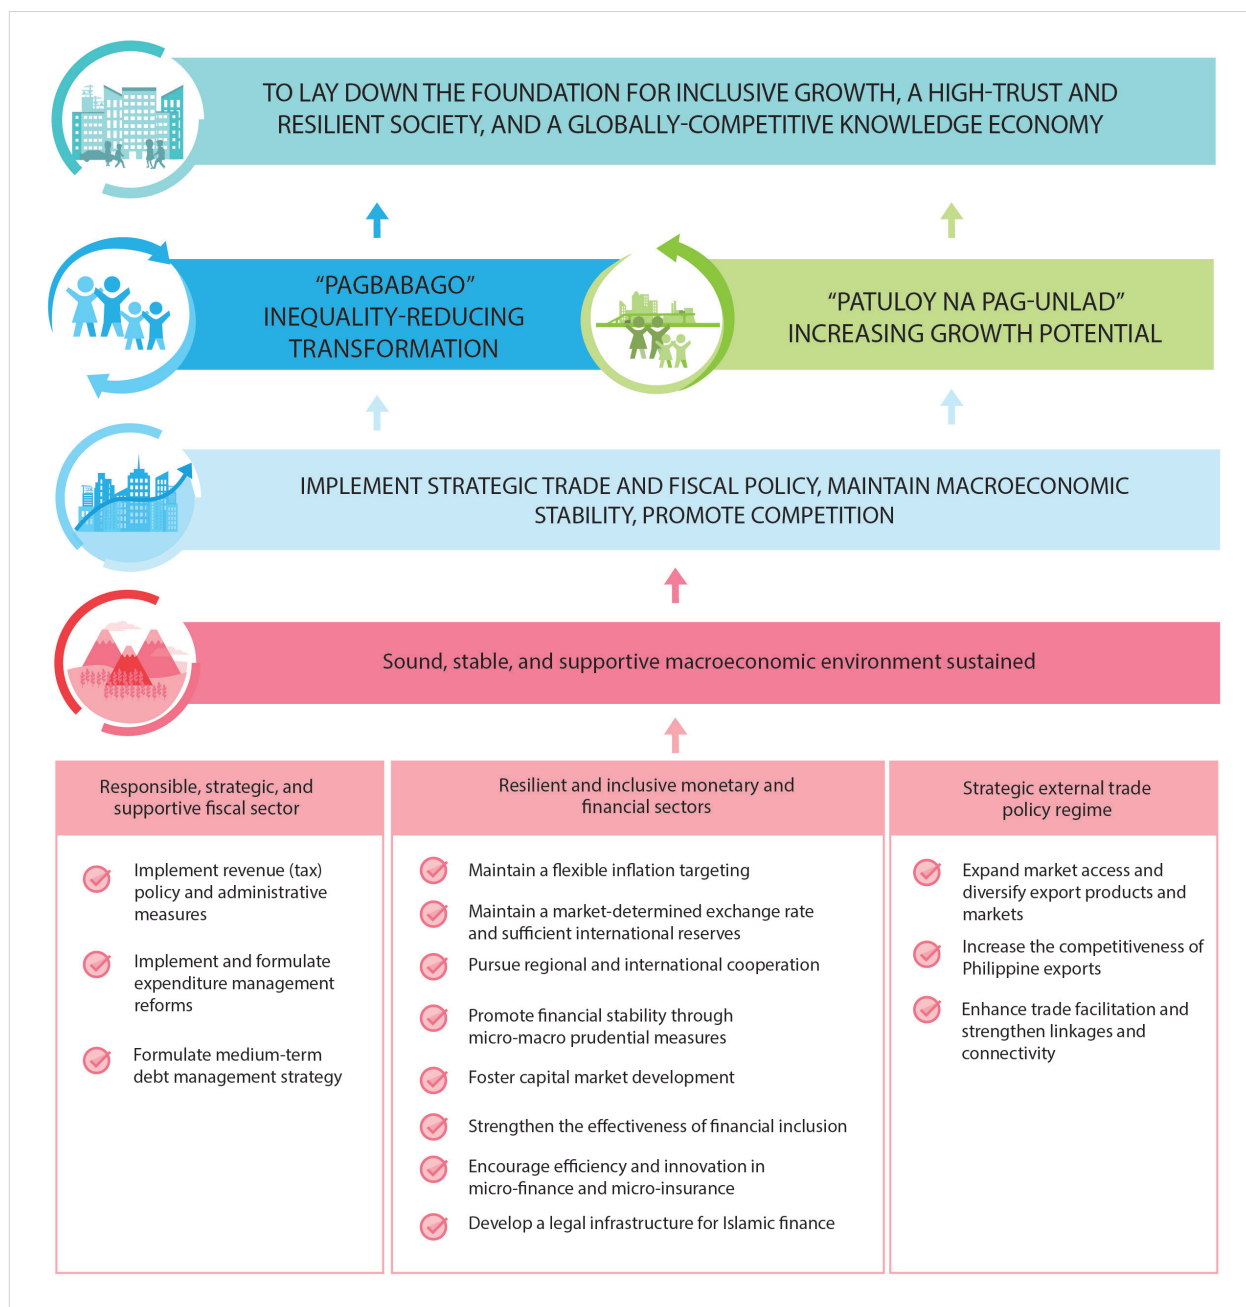 TO LAY DOWN THE FOUNDATION FOR INCLUSIVE GROWTH, A HIGH-TRUST AND
RESILIENT SOCIETY, AND A GLOBALLY-COMPETITIVE KNOWLEDGE ECONOMY
“PAGBABAGO”
INEQUALITY-REDUCING
TRANSFORMATION
“PATULOY NA PAG-UNLAD”
INCREASING GROWTH POTENTIAL
IMPLEMENT STRATEGIC TRADE AND FISCAL POLICY, MAINTAIN MACROECONOMIC
STABILITY, PROMOTE COMPETITION
Sound, stable, and supportive macroeconomic environment sustained
Responsible, strategic, and
supportive fiscal sector
Implement revenue (tax)
policy and administrative
measures
Implement and formulate
expenditure management
reforms
Formulate medium-term
debt management strategy
Resilient and inclusive monetary and
financial sectors
Maintain a flexible inflation targeting
Maintain a market-determined exchange rate
and sufficient international reserves
Pursue regional and international cooperation
Promote financial stability through
micro-macro prudential measures
Foster capital market development
Strengthen the effectiveness of financial inclusion
Encourage efficiency and innovation in
micro-finance and micro-insurance
Develop a legal infrastructure for Islamic finance
Strategic external trade
policy regime
Expand market access and
diversify export products and
markets
Increase the competitiveness of
Philippine exports
Enhance trade facilitation and
strengthen linkages and
connectivity